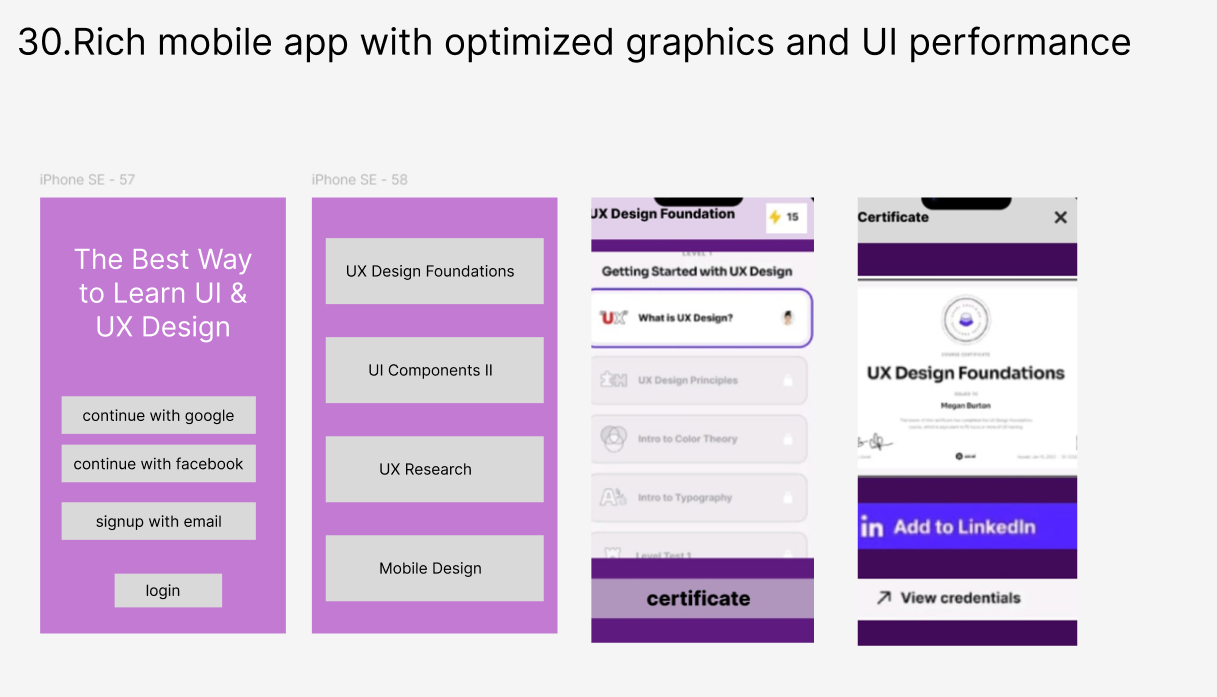 30.Rich mobile app with optimized graphics and UI performance
iPhone SE - 57
The Best Way
to Learn UI &
UX Design
continue with google
continue with facebook
signup with email
login
iPhone SE - 58
UX Design Foundations
UI Components II
UX Research
Mobile Design
UX Design Foundation
15
LEVEL 1
Getting Started with UX Design
UX
What is UX Design?
UX Design Principles
Intro to Color Theory
Intro to Typography
Level Test 1
certificate
Certificate
COURSE CERTIFICATE
UX Design Foundations
ISSUED TO
Megan Burton
in Add to LinkedIn
View credentials